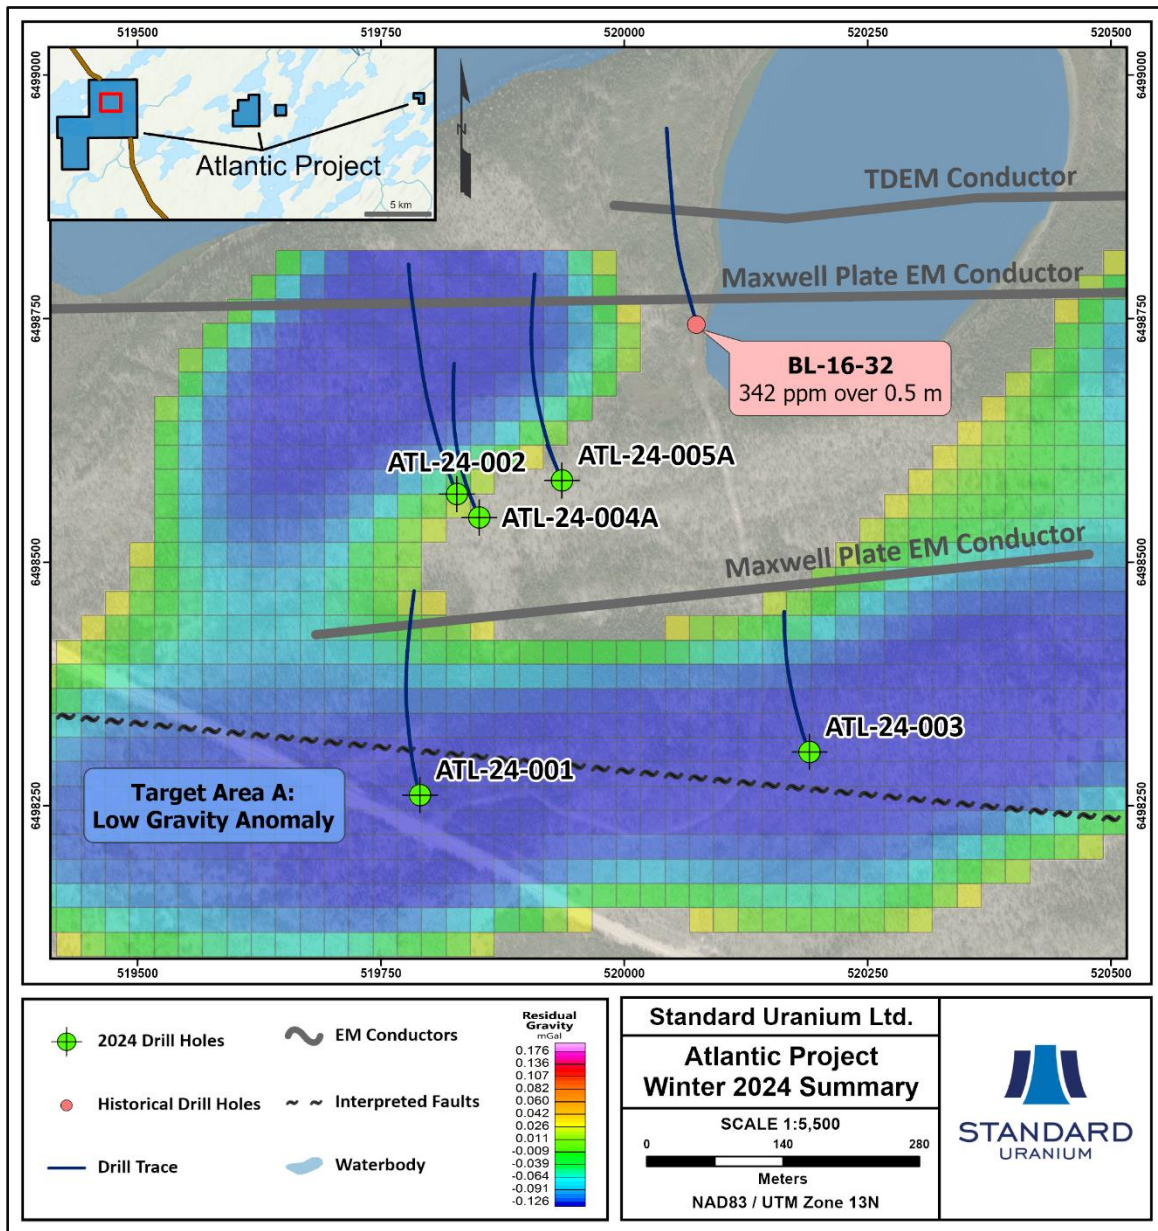 519500
519750
520000
520250
520500
6499000
6499000
Atlantic Project
5 km
N
TDEM Conductor
Maxwell Plate EM Conductor
6498750
6498750
BL-16-32
342 ppm over 0.5 m
ATL-24-002
ATL-24-005A
ATL-24-004A
Maxwell Plate EM Conductor
6498500
6498500
ATL-24-003
ATL-24-001
Target Area A:
Low Gravity Anomaly
6498250
6498250
519500
519750
520000
520250
520500
2024 Drill Holes
Historical Drill Holes
Drill Trace
EM Conductors
Interpreted Faults
Waterbody
Residual
Gravity
mGal
0.176
0.136
0.107
0.082
0.060
0.042
0.026
0.011
-0.009
-0.039
-0.064
-0.091
-0.126
Standard Uranium Ltd.
Atlantic Project
Winter 2024 Summary
SCALE 1:5,500
0
140
280
Meters
NAD83 / UTM Zone 13N
STANDARD
URANIUM